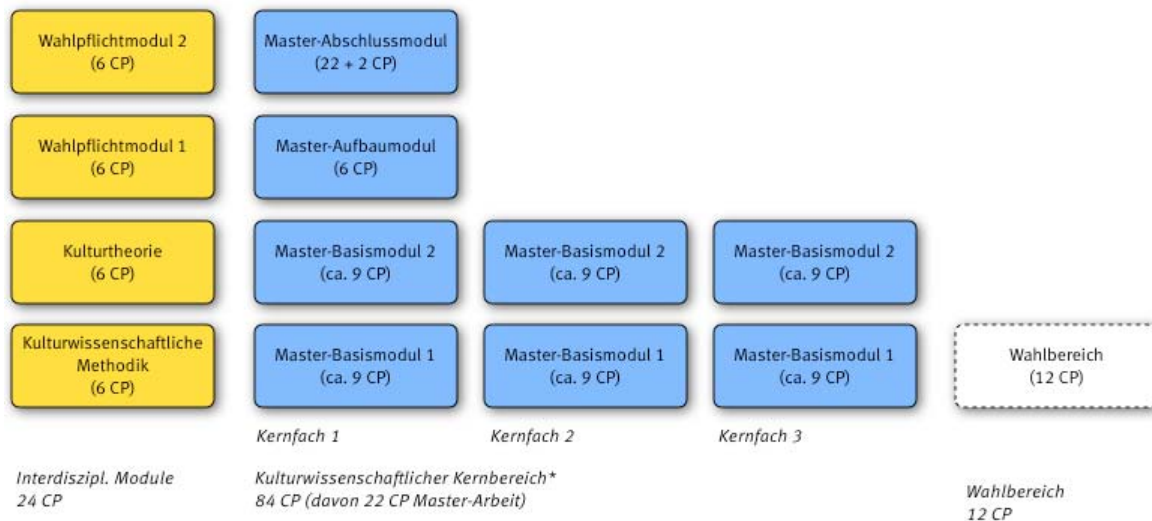 Wahlpflichtmodul 2
(6 CP)
Master-Abschlussmodul
(22 + 2 CP)
Wahlpflichtmodul 1
(6 CP)
Master-Aufbaumodul
(6 CP)
Kulturtheorie
(6 CP)
Master-Basismodul 2
(ca. 9 CP)
Master-Basismodul 2
(ca. 9 CP)
Master-Basismodul 2
(ca. 9 CP)
Kulturwissenschaftliche
Methodik
(6 CP)
Master-Basismodul 1
(ca. 9 CP)
Master-Basismodul 1
(ca. 9 CP)
Master-Basismodul 1
(ca. 9 CP)
Wahlbereich
(12 CP)
Kernfach 1
Kernfach 2
Kernfach 3
Interdiszipl. Module
24 CP
Kulturwissenschaftlicher Kernbereich*
84 CP (davon 22 CP Master-Arbeit)
Wahlbereich
12 CP